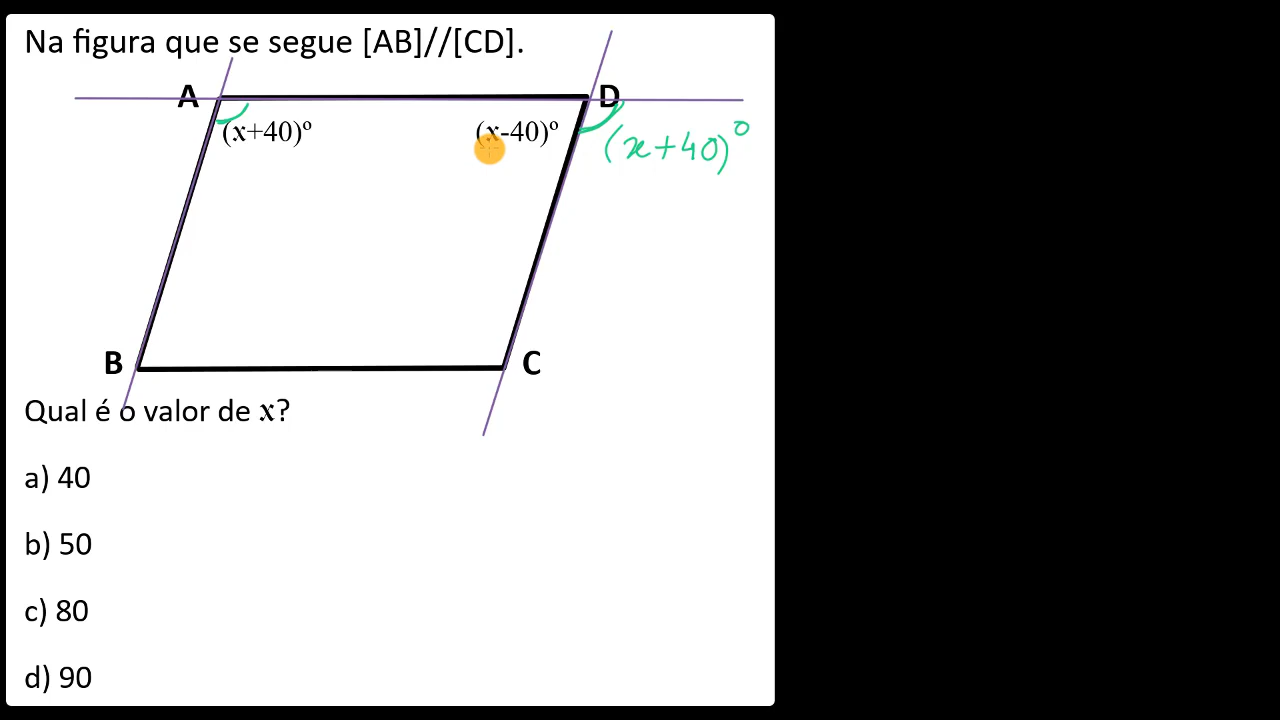 Na figura que se segue [AB]//[CD].
A D
(x+40)º (x-40)º (x+40)º
B C
Qual é o valor de x?
a) 40
b) 50
c) 80
d) 90